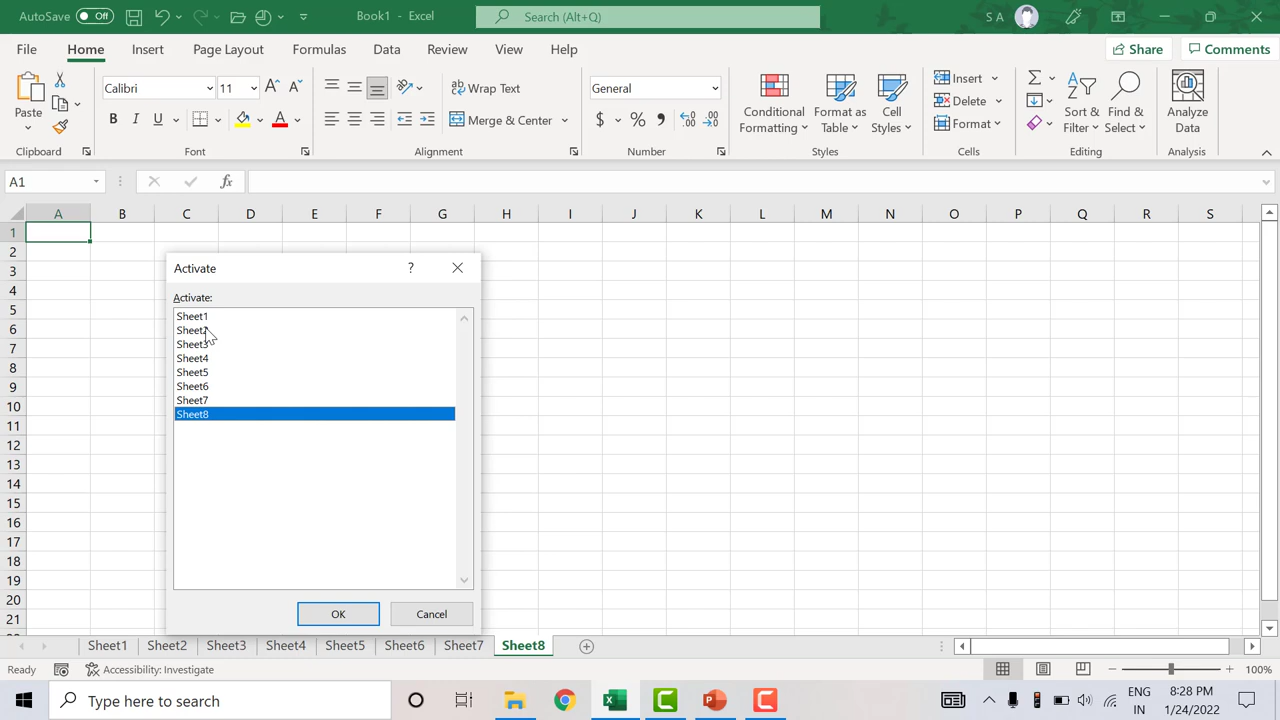 AutoSave Off Book1 - Excel Search (Alt+Q) S A
File Home Insert Page Layout Formulas Data Review View Help Share Comments
Calibri 11 Wrap Text General Insert
Paste B I U A Merge & Center $ % Conditional Formatting Format as Table Cell Styles Delete Sort & Filter Find & Select Analyze Data
Format
Clipboard Font Alignment Number Styles Cells Editing Analysis
A1 fx
A B C D E F G H I J K L M N O P Q R S
1
2
3
4
5
6
7
8
9
10
11
12
13
14
15
16
17
18
19
20
21
Activate ?
Activate:
Sheet1
Sheet2
Sheet3
Sheet4
Sheet5
Sheet6
Sheet7
Sheet8
OK Cancel
Sheet1 Sheet2 Sheet3 Sheet4 Sheet5 Sheet6 Sheet7 Sheet8
Ready Accessibility: Investigate 100%
Type here to search ENG IN 8:28 PM 1/24/2022